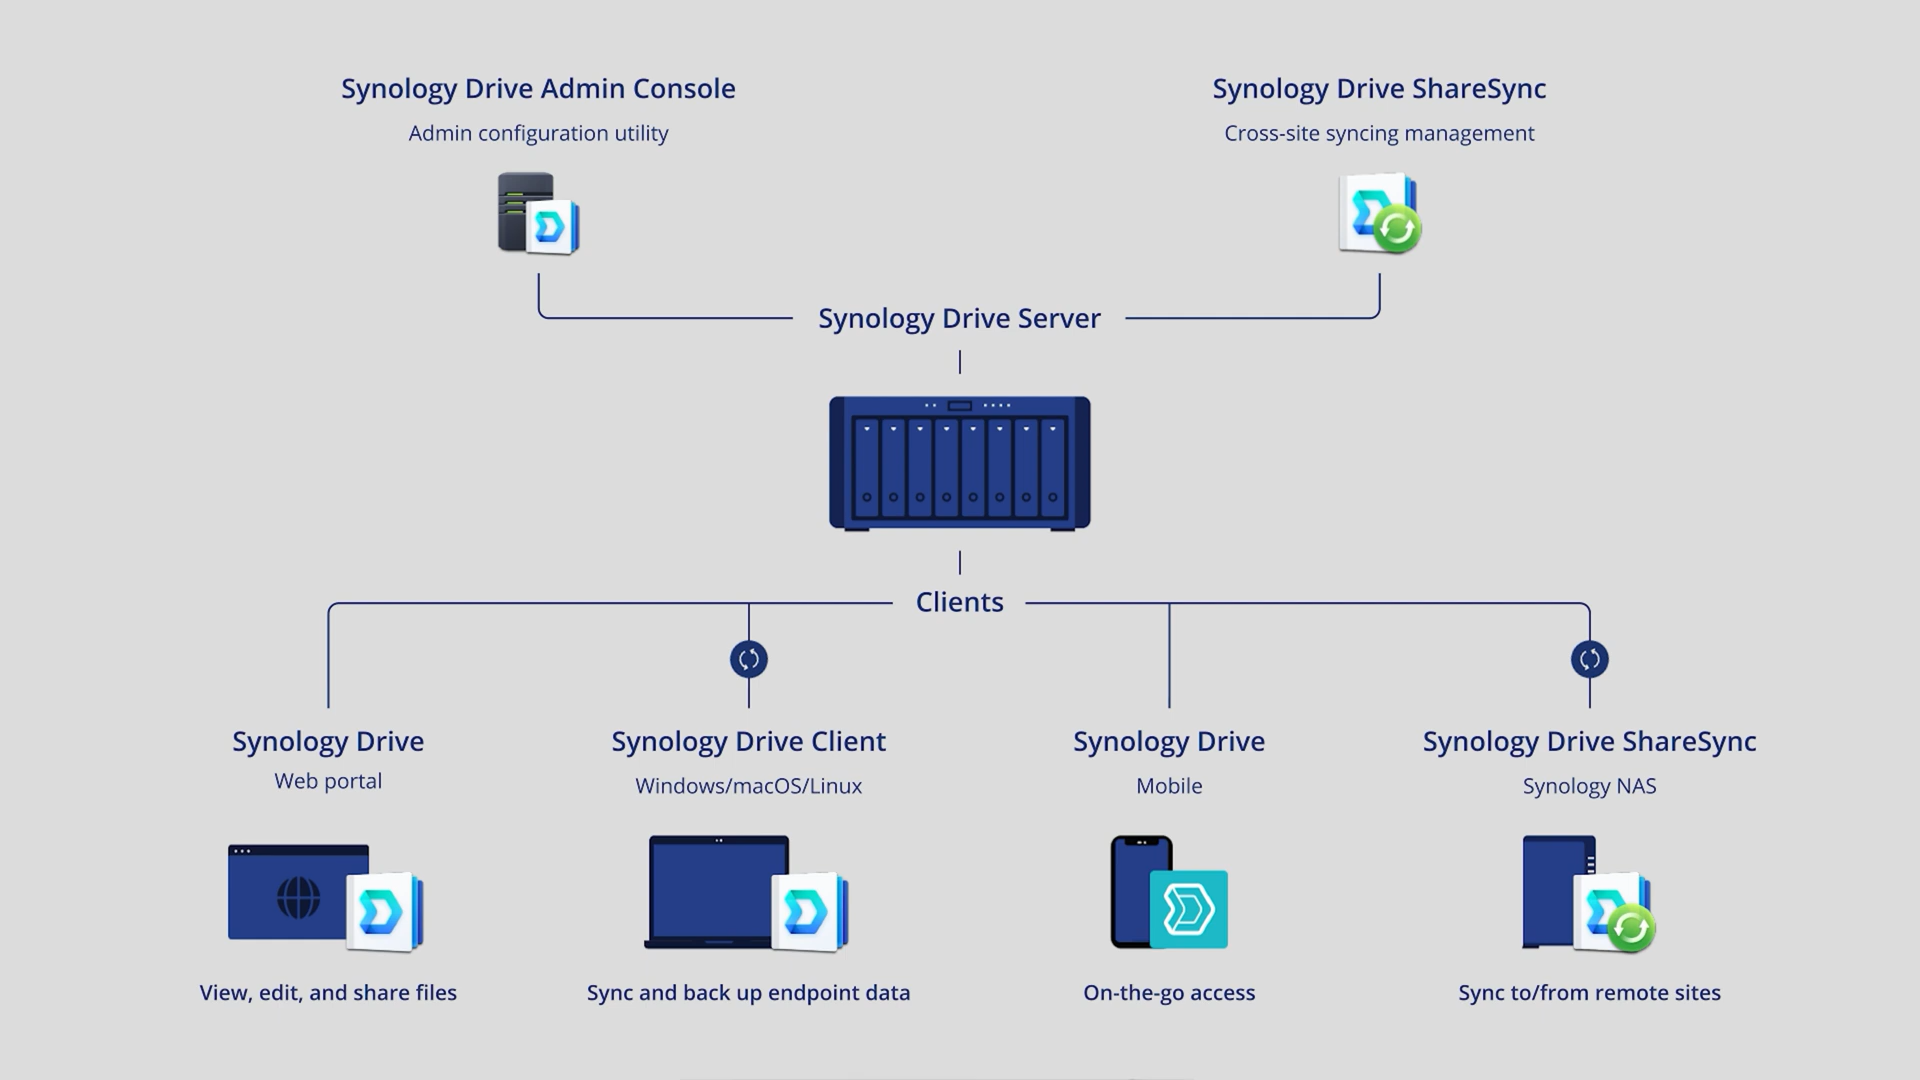 Synology Drive Admin Console
Admin configuration utility
Synology Drive ShareSync
Cross-site syncing management
Synology Drive Server
Clients
Synology Drive
Web portal
Synology Drive Client
Windows/macOS/Linux
Synology Drive
Mobile
Synology Drive ShareSync
Synology NAS
View, edit, and share files
Sync and back up endpoint data
On-the-go access
Sync to/from remote sites